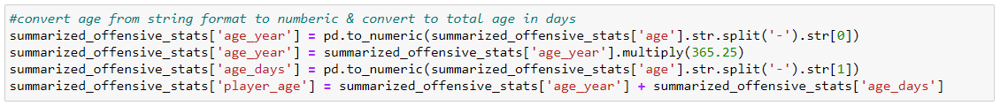 #convert age from string format to numberic & convert to total age in days
summarized_offensive_stats['age_year'] = pd.to_numeric(summarized_offensive_stats['age'].str.split('-').str[0])
summarized_offensive_stats['age_year'] = summarized_offensive_stats['age_year'].multiply(365.25)
summarized_offensive_stats['age_days'] = pd.to_numeric(summarized_offensive_stats['age'].str.split('-').str[1])
summarized_offensive_stats['player_age'] = summarized_offensive_stats['age_year'] + summarized_offensive_stats['age_days']